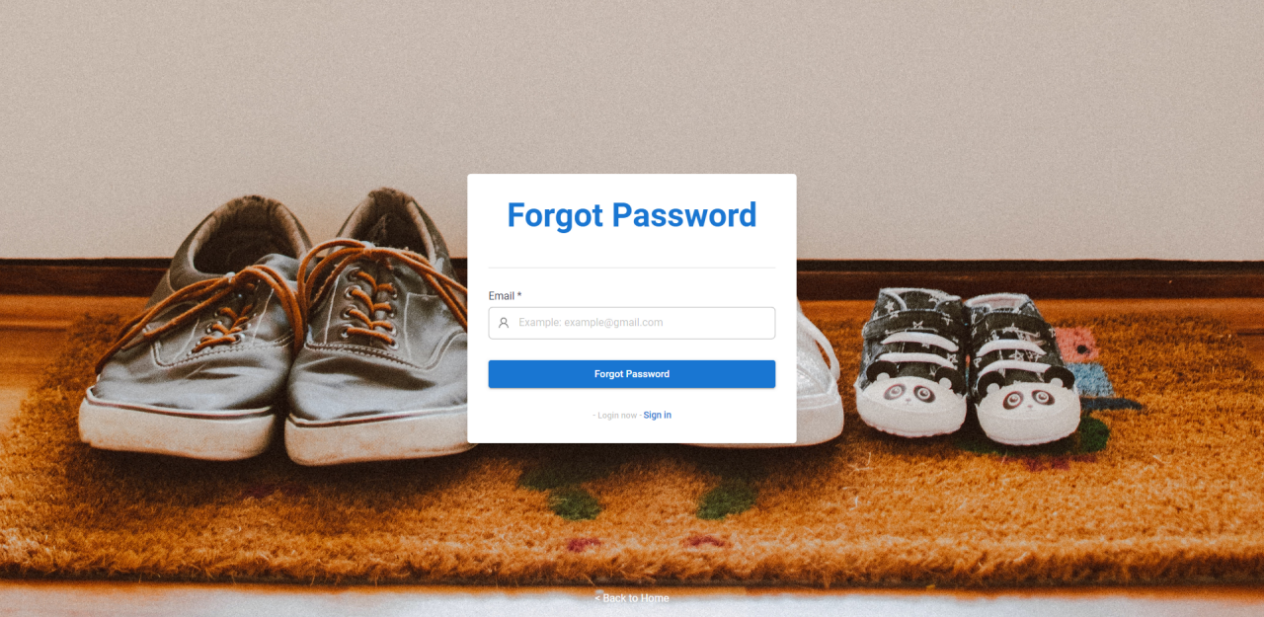 Forgot Password
Email *
Example: example@gmail.com
Forgot Password
- Login now - Sign in
< Back to Home